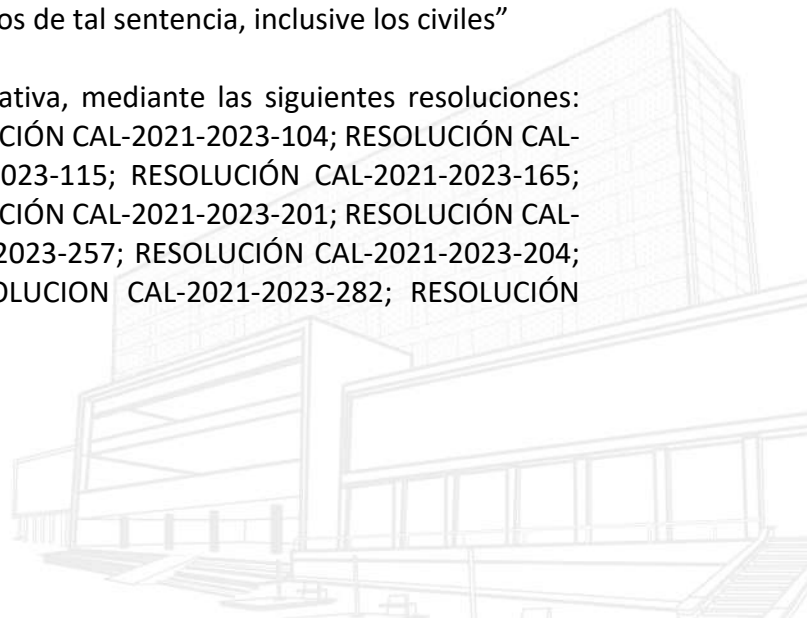 os de tal sentencia, inclusive los civiles”
ativa, mediante las siguientes resoluciones:
CIÓN CAL-2021-2023-104; RESOLUCIÓN CAL-
023-115; RESOLUCIÓN CAL-2021-2023-165;
CIÓN CAL-2021-2023-201; RESOLUCIÓN CAL-
2023-257; RESOLUCIÓN CAL-2021-2023-204;
OLUCION CAL-2021-2023-282; RESOLUCIÓN